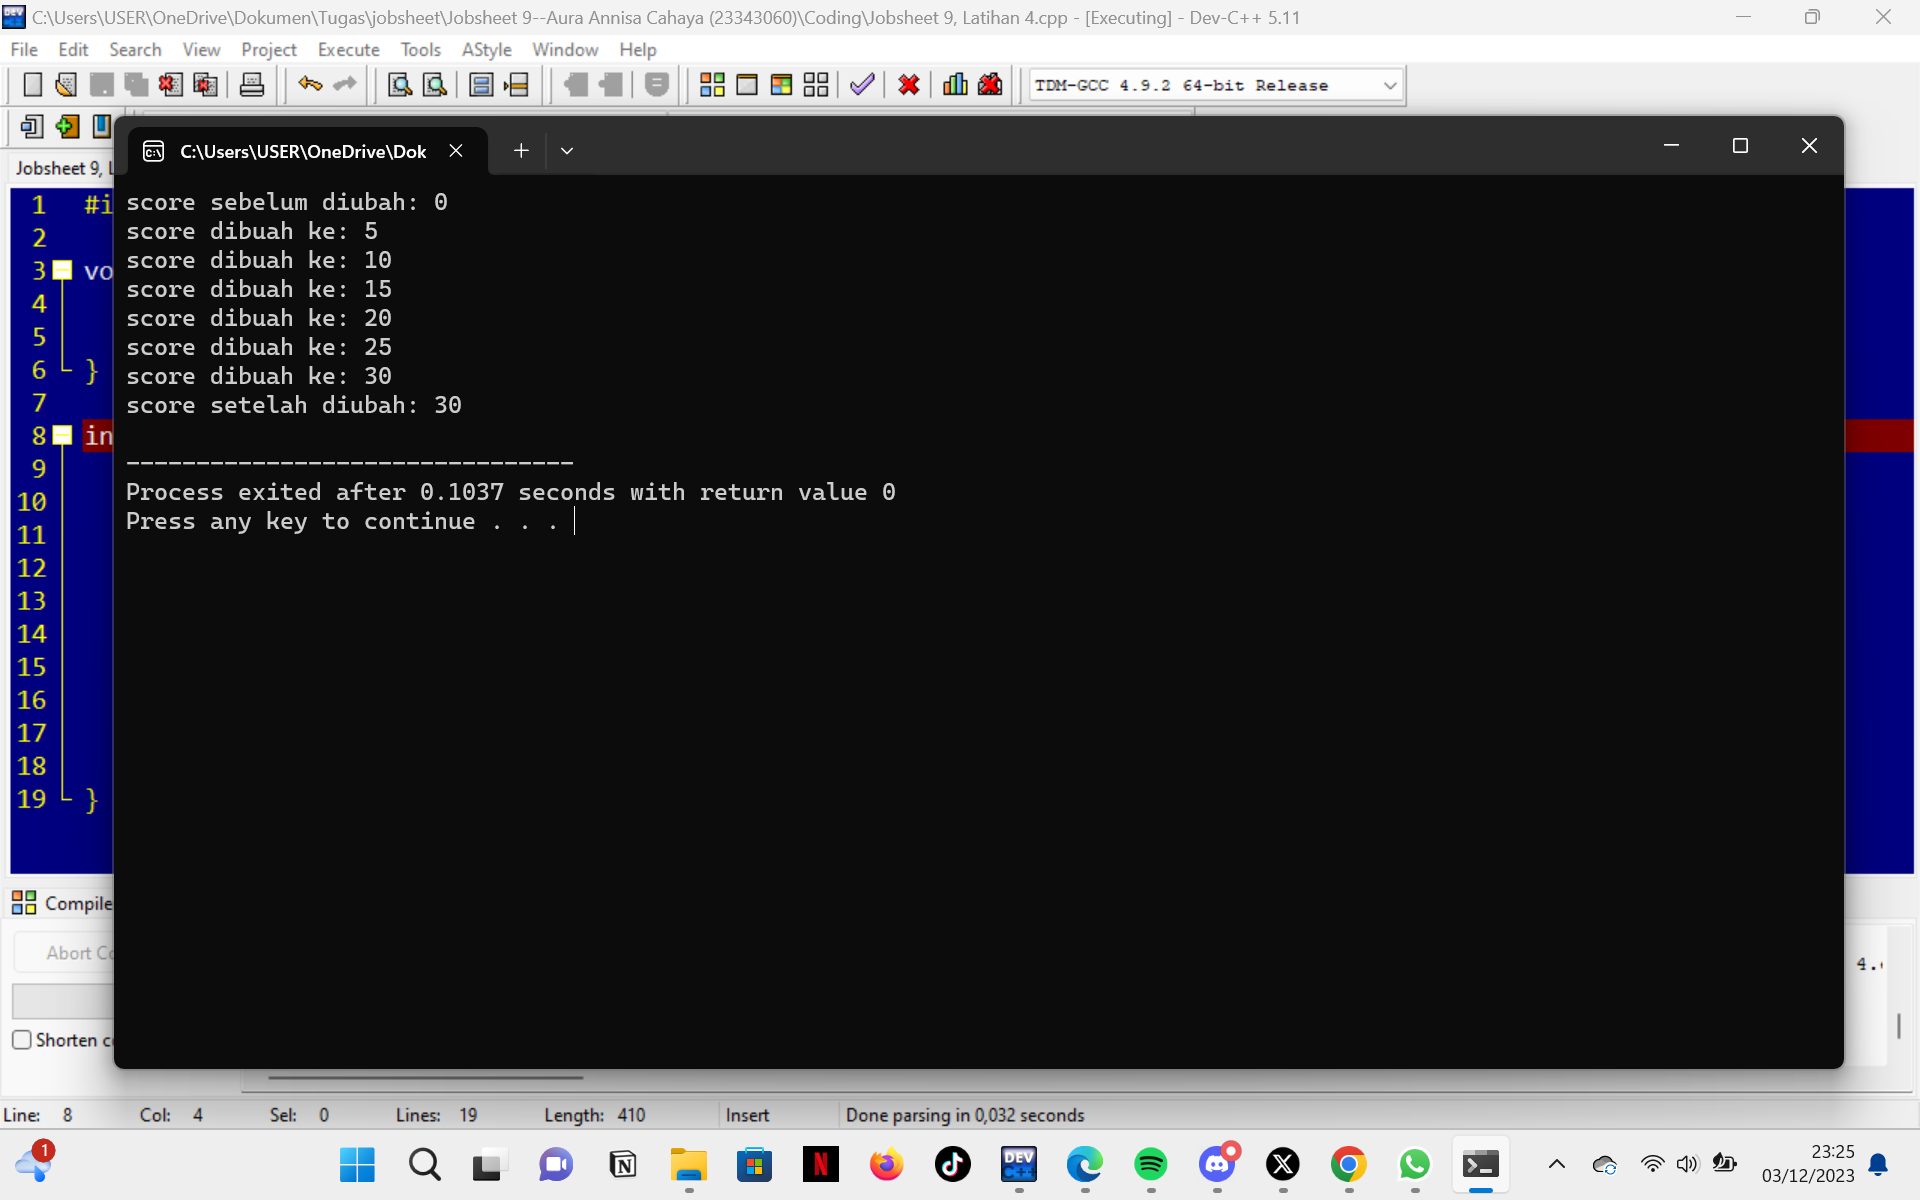 C:\Users\USER\OneDrive\Dokumen\Tugas\jobsheet\Jobsheet 9--Aura Annisa Cahaya (23343060)\Coding\Jobsheet 9, Latihan 4.cpp - [Executing] - Dev-C++ 5.11
File Edit Search View Project Execute Tools AStyle Window Help
TDM-GCC 4.9.2 64-bit Release
C:\Users\USER\OneDrive\Dok
Jobsheet 9,
score sebelum diubah: 0
score dibuah ke: 5
score dibuah ke: 10
score dibuah ke: 15
score dibuah ke: 20
score dibuah ke: 25
score dibuah ke: 30
score setelah diubah: 30
--------------------------------
Process exited after 0.1037 seconds with return value 0
Press any key to continue . . .
1 #i
2
3 vo
4
5
6 }
7
8 in
9
10
11
12
13
14
15
16
17
18
19 }
Compile
Abort Co
4.
Shorten c
Line: 8 Col: 4 Sel: 0 Lines: 19 Length: 410 Insert Done parsing in 0,032 seconds
1
DEV C++
23:25
03/12/2023